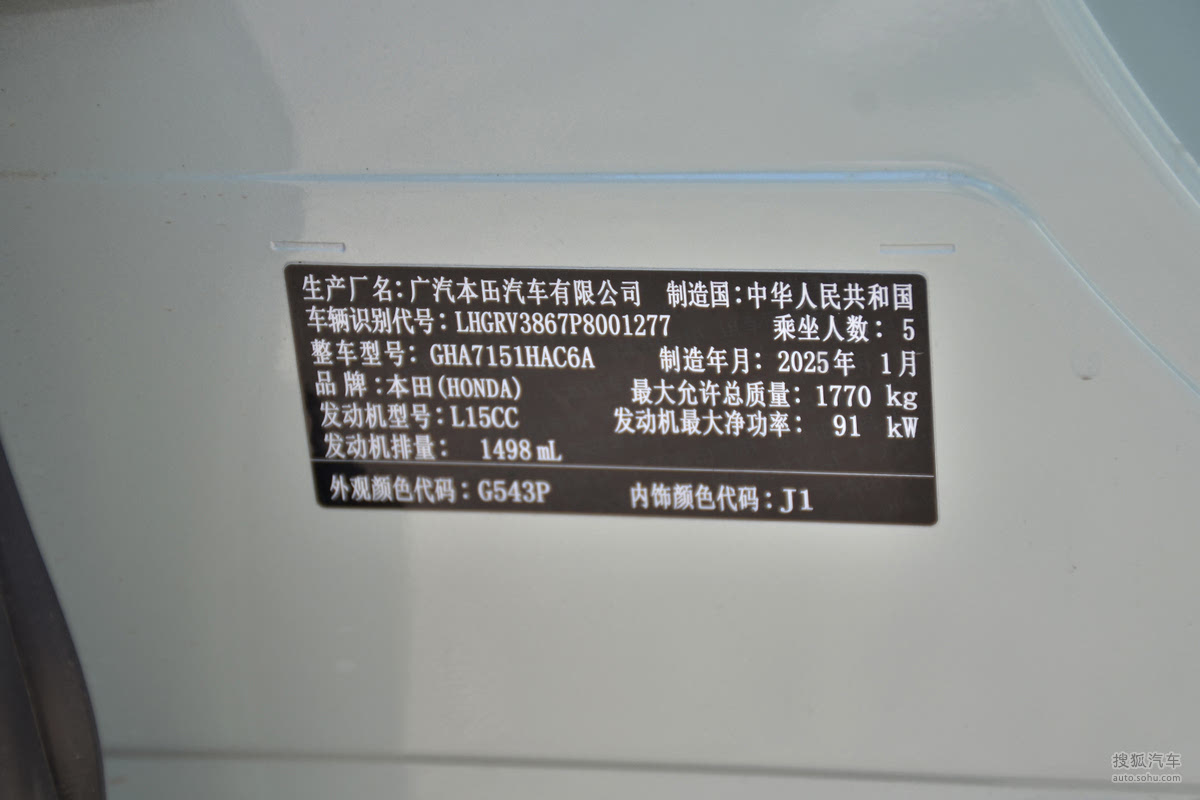 生产厂名：广汽本田汽车有限公司 制造国：中华人民共和国
车辆识别代号：LHGRV3867P8001277 乘坐人数：5
整车型号：GHA7151HAC6A 制造年月：2025年 1月
品牌：本田(HONDA) 最大允许总质量：1770 kg
发动机型号：L15CC 发动机最大净功率：91 kW
发动机排量：1498 mL
外观颜色代码：G543P 内饰颜色代码：J1
搜狐汽车
auto.sohu.com